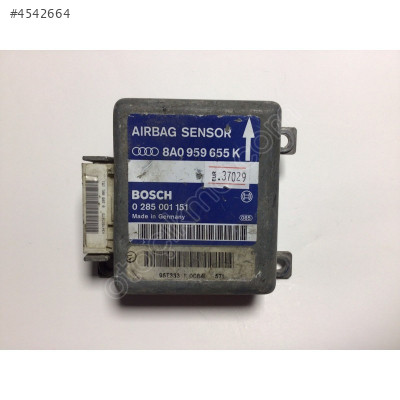 #4542664
AIRBAG SENSOR
8A0 959 655 K
37029
BOSCH
0 285 001 151
Made in Germany